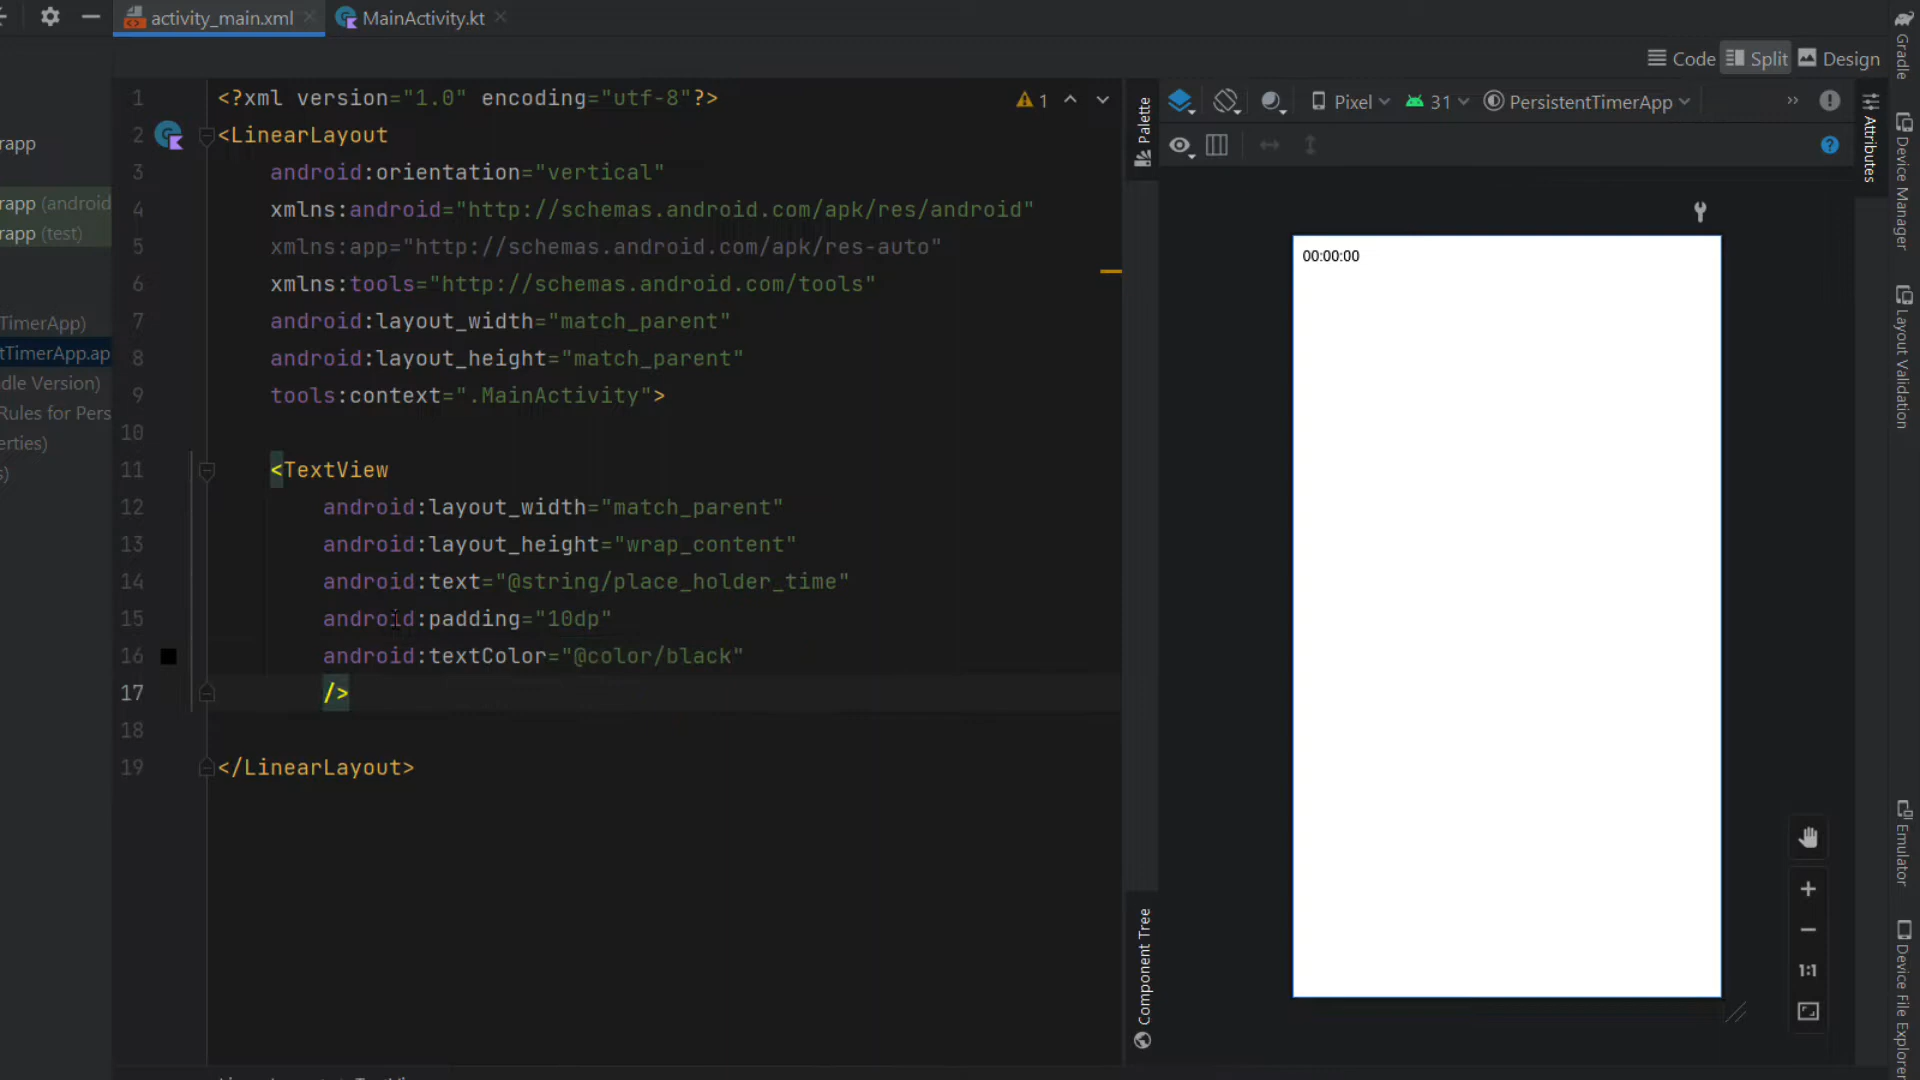 activity_main.xml
MainActivity.kt
Code
Split
Design
1 <?xml version="1.0" encoding="utf-8"?>
1
2 <LinearLayout
3 android:orientation="vertical"
4 xmlns:android="http://schemas.android.com/apk/res/android"
5 xmlns:app="http://schemas.android.com/apk/res-auto"
6 xmlns:tools="http://schemas.android.com/tools"
7 android:layout_width="match_parent"
8 android:layout_height="match_parent"
9 tools:context=".MainActivity">
10
11 <TextView
12 android:layout_width="match_parent"
13 android:layout_height="wrap_content"
14 android:text="@string/place_holder_time"
15 android:padding="10dp"
16 android:textColor="@color/black"
17 />
18
19 </LinearLayout>
rapp
rapp (android
rapp (test)
TimerApp)
tTimerApp.ap
dle Version)
Rules for Pers
erties)
s)
Palette
Component Tree
Pixel
31
PersistentTimerApp
00:00:00
1:1
Attributes
Gradle
Device Manager
Layout Validation
Emulator
Device File Explorer